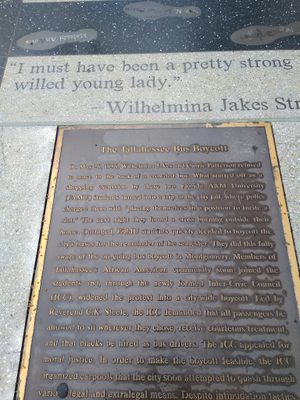 "I must have been a pretty strong
willed young lady."
–Wilhelmina Jakes Str
The Tallahassee Bus Boycott
On May 26, 1956, Wilhelmina Jakes and Carrie Patterson refused
to move to the back of a crowded bus. What started off as a
shopping excursion by these two Florida A&M University
(FAMU) students turned into a trip to the city jail when police
charged them with "placing themselves in a position to incite a
riot." The next night they found a cross burning outside their
home. Outraged, FAMU students quickly decided to boycott the
city's buses for the remainder of the semester. They did this fully
aware of the on-going bus boycott in Montgomery. Members of
Tallahassee's African American community soon joined the
students and, through the newly formed Inter-Civic Council
(ICC), widened the protest into a city-wide boycott. Led by
Reverend C.K. Steele, the ICC demanded that all passengers be
allowed to sit wherever they chose, receive courteous treatment,
and that blacks be hired as bus drivers. The ICC appealed for
moral justice. In order to make the boycott feasible, the ICC
organized carpools that the city soon attempted to quash through
various legal and extralegal means. Despite intimidation tactics